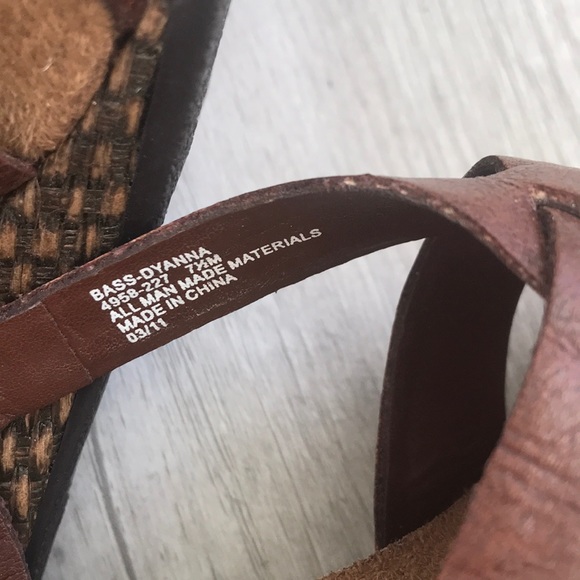 BASS-DYANNA
4958-227 7½M
ALL MAN MADE MATERIALS
MADE IN CHINA
03/11